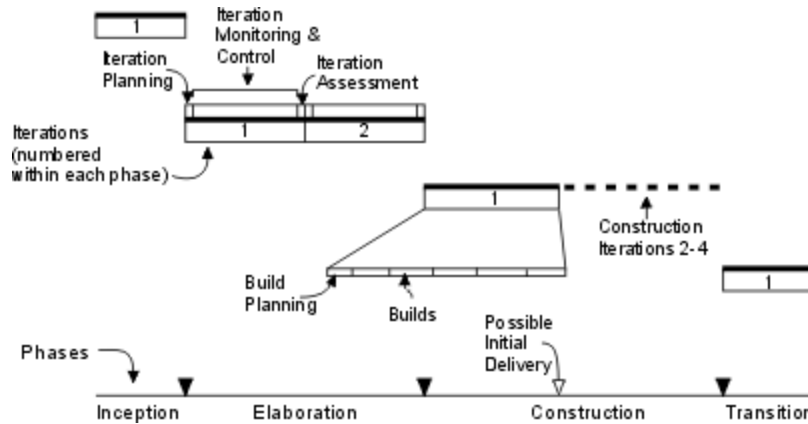 Iteration
Monitoring &
Control
1
Iteration
Planning
Iteration
Assessment
Iterations
(numbered
within each phase)
1
2
1
Construction
Iterations 2-4
1
Build
Planning
Builds
Possible
Initial
Delivery
Phases
Inception
Elaboration
Construction
Transition